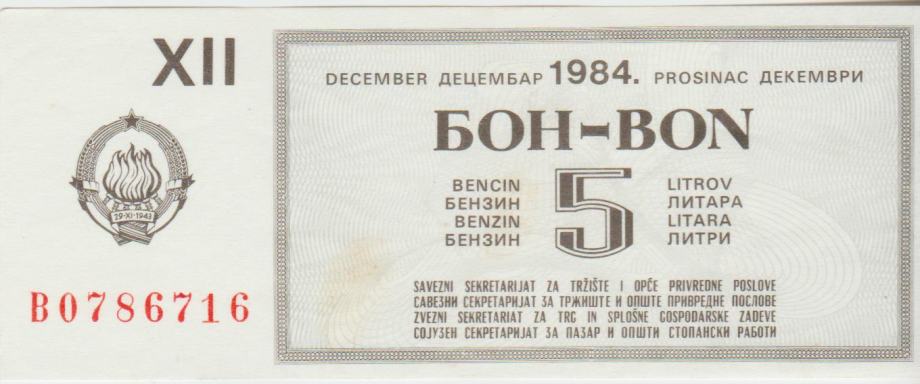 XII
29·XI·1943
B0786716
DECEMBER ДЕЦЕМБАР 1984. PROSINAC ДЕКЕМВРИ
БОН-BON
BENCIN 5 LITROV
БЕНЗИН ЛИТАРА
BENZIN LITARA
БЕНЗИН ЛИТРИ
SAVEZNI SEKRETARIJAT ZA TRŽIŠTE I OPĆE PRIVREDNE POSLOVE
САВЕЗНИ СЕКРЕТАРИЈАТ ЗА ТРЖИШТЕ И ОПШТЕ ПРИВРЕДНЕ ПОСЛОВЕ
ZVEZNI SEKRETARIAT ZA TRG IN SPLOŠNE GOSPODARSKE ZADEVE
СОЈУЗЕН СЕКРЕТАРИЈАТ ЗА ПАЗАР И ОПШТИ СТОПАНСКИ РАБОТИ